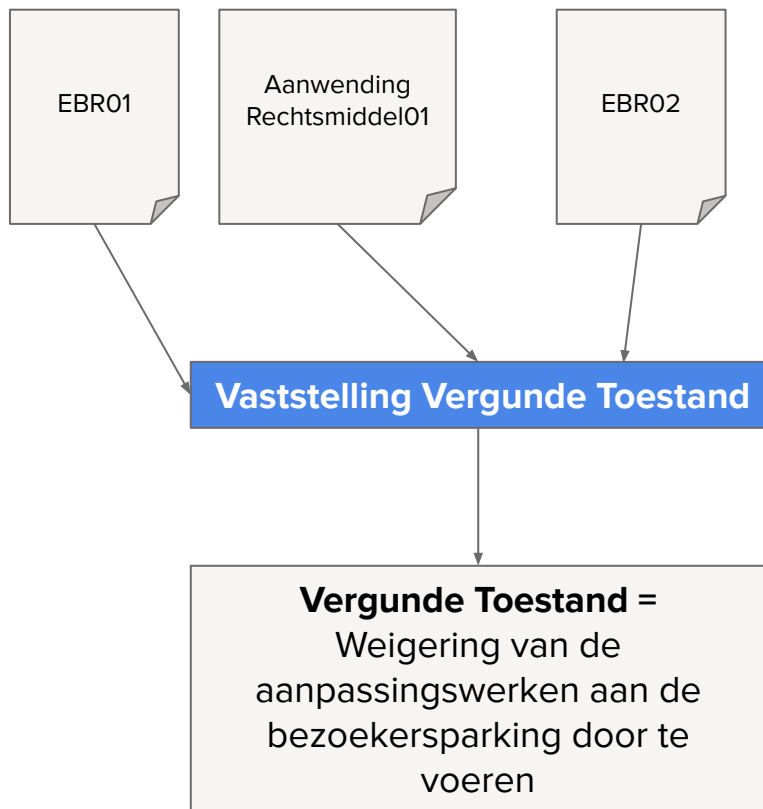 EBR01
Aanwending
Rechtsmiddel01
EBR02
Vaststelling Vergunde Toestand
Vergunde Toestand =
Weigering van de
aanpassingswerken aan de
bezoekersparking door te
voeren